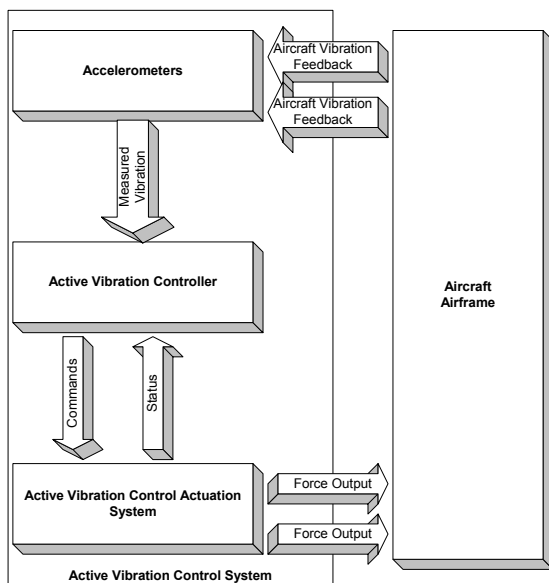 Accelerometers
Aircraft Vibration
Feedback
Aircraft Vibration
Feedback
Measured
Vibration
Active Vibration Controller
Aircraft
Airframe
Commands
Status
Active Vibration Control Actuation
System
Force Output
Force Output
Active Vibration Control System